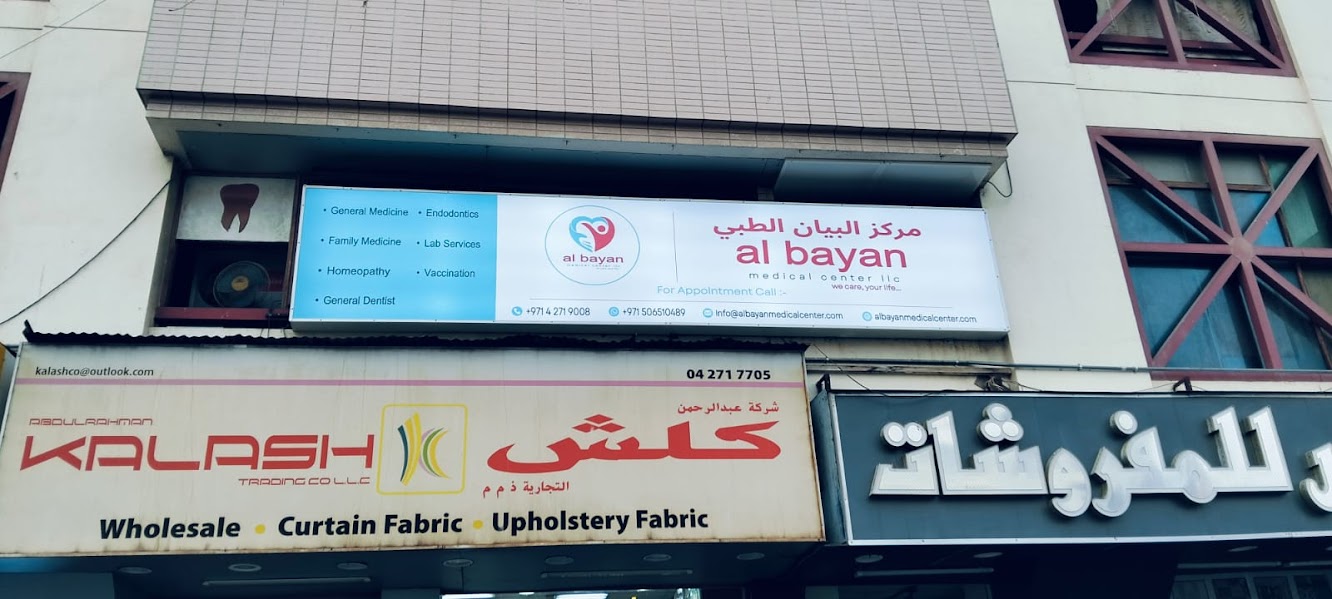 • General Medicine
• Family Medicine
• Homeopathy
• General Dentist
• Endodontics
• Lab Services
• Vaccination
al bayan
مركز البيان الطبي
al bayan
medical center llc
we care, your life...
For Appointment Call :-
+971 4 271 9008
+971 506510489
Info@albayanmedicalcenter.com
albayanmedicalcenter.com
kalashco@outlook.com
04 271 7705
ABDULRAHMAN
KALASH
TRADING CO L.L.C
شركة عبدالرحمن
كلش
التجارية ذ م م
Wholesale • Curtain Fabric • Upholstery Fabric
للمفروشات